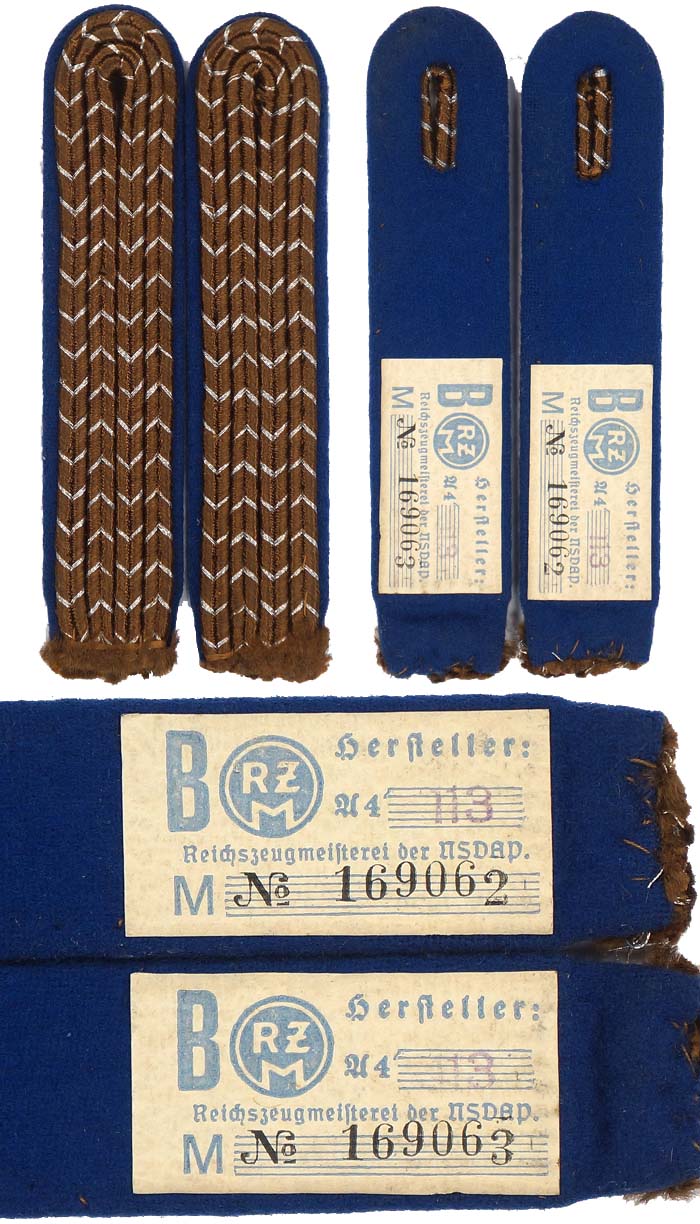 B RZM Hersteller:
A4 113
Reichszeugmeisterei der NSDAP.
M No 169063
B RZM Hersteller:
A4 113
Reichszeugmeisterei der NSDAP.
M No 169062
B RZM Hersteller:
A4 113
Reichszeugmeisterei der NSDAP.
M No 169062
B RZM Hersteller:
A4 113
Reichszeugmeisterei der NSDAP.
M No 169063